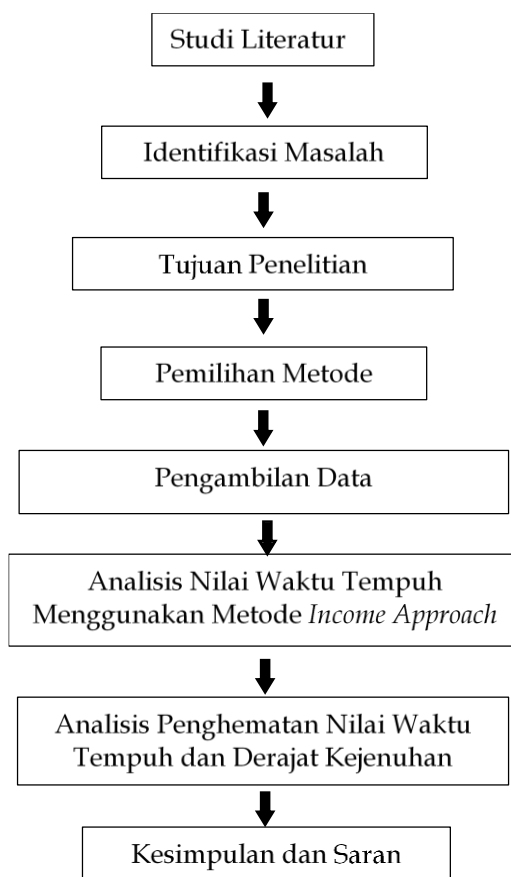 Studi Literatur
Identifikasi Masalah
Tujuan Penelitian
Pemilihan Metode
Pengambilan Data
Analisis Nilai Waktu Tempuh
Menggunakan Metode Income Approach
Analisis Penghematan Nilai Waktu
Tempuh dan Derajat Kejenuhan
Kesimpulan dan Saran